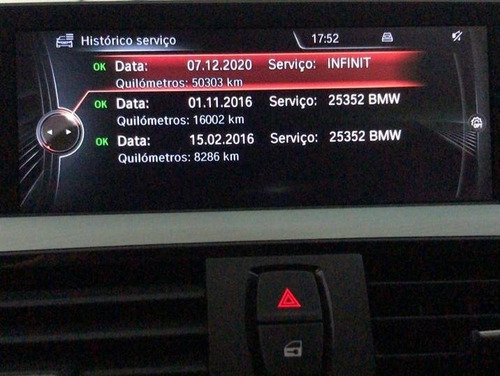 Histórico serviço 17:52
OK Data: 07.12.2020 Serviço: INFINIT
Quilómetros: 50303 km
OK Data: 01.11.2016 Serviço: 25352 BMW
Quilómetros: 16002 km
OK Data: 15.02.2016 Serviço: 25352 BMW
Quilómetros: 8286 km